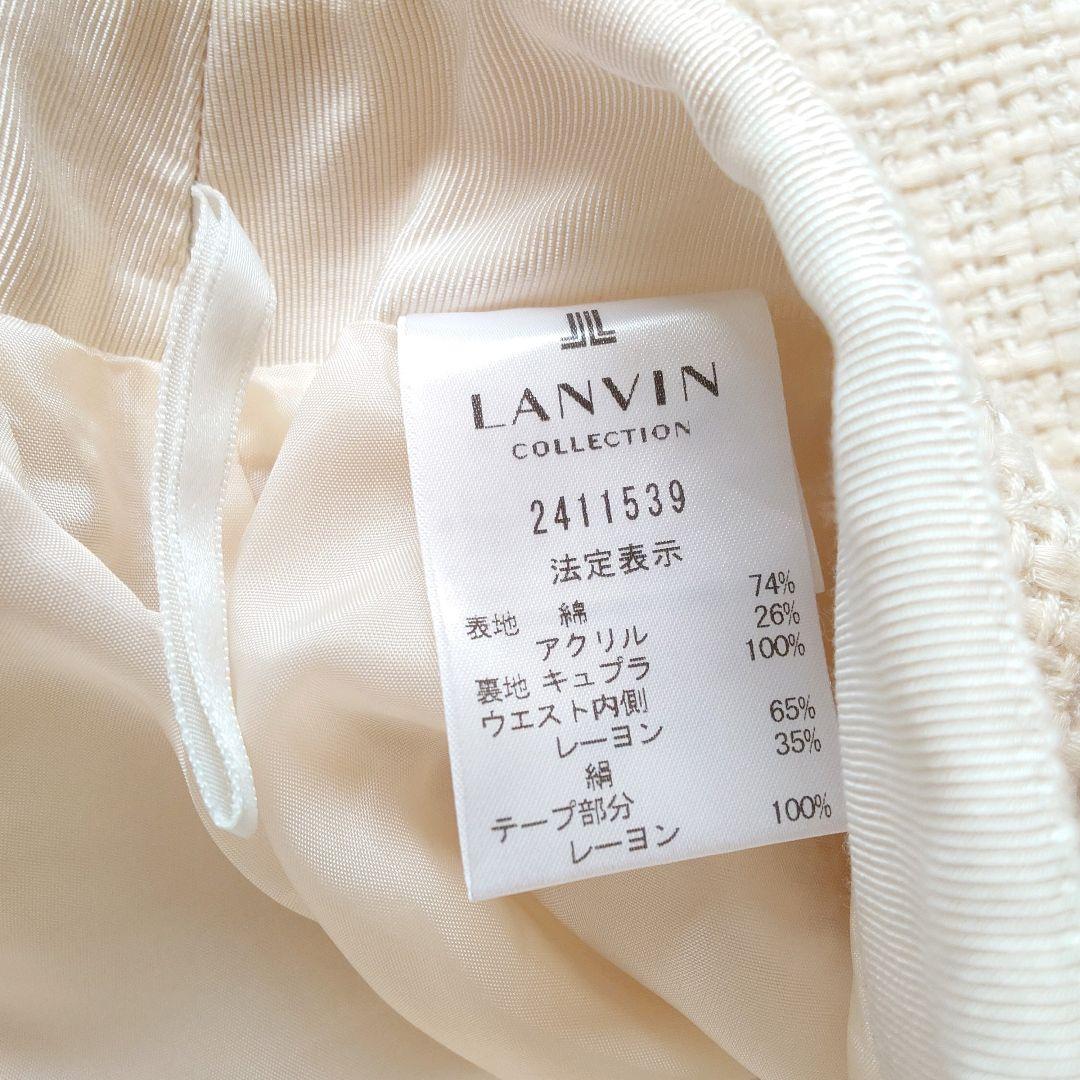 LANVIN
COLLECTION
2411539
法定表示
表地 綿 74%
アクリル 26%
裏地 キュプラ 100%
ウエスト内側
レーヨン 65%
絹 35%
テープ部分
レーヨン 100%